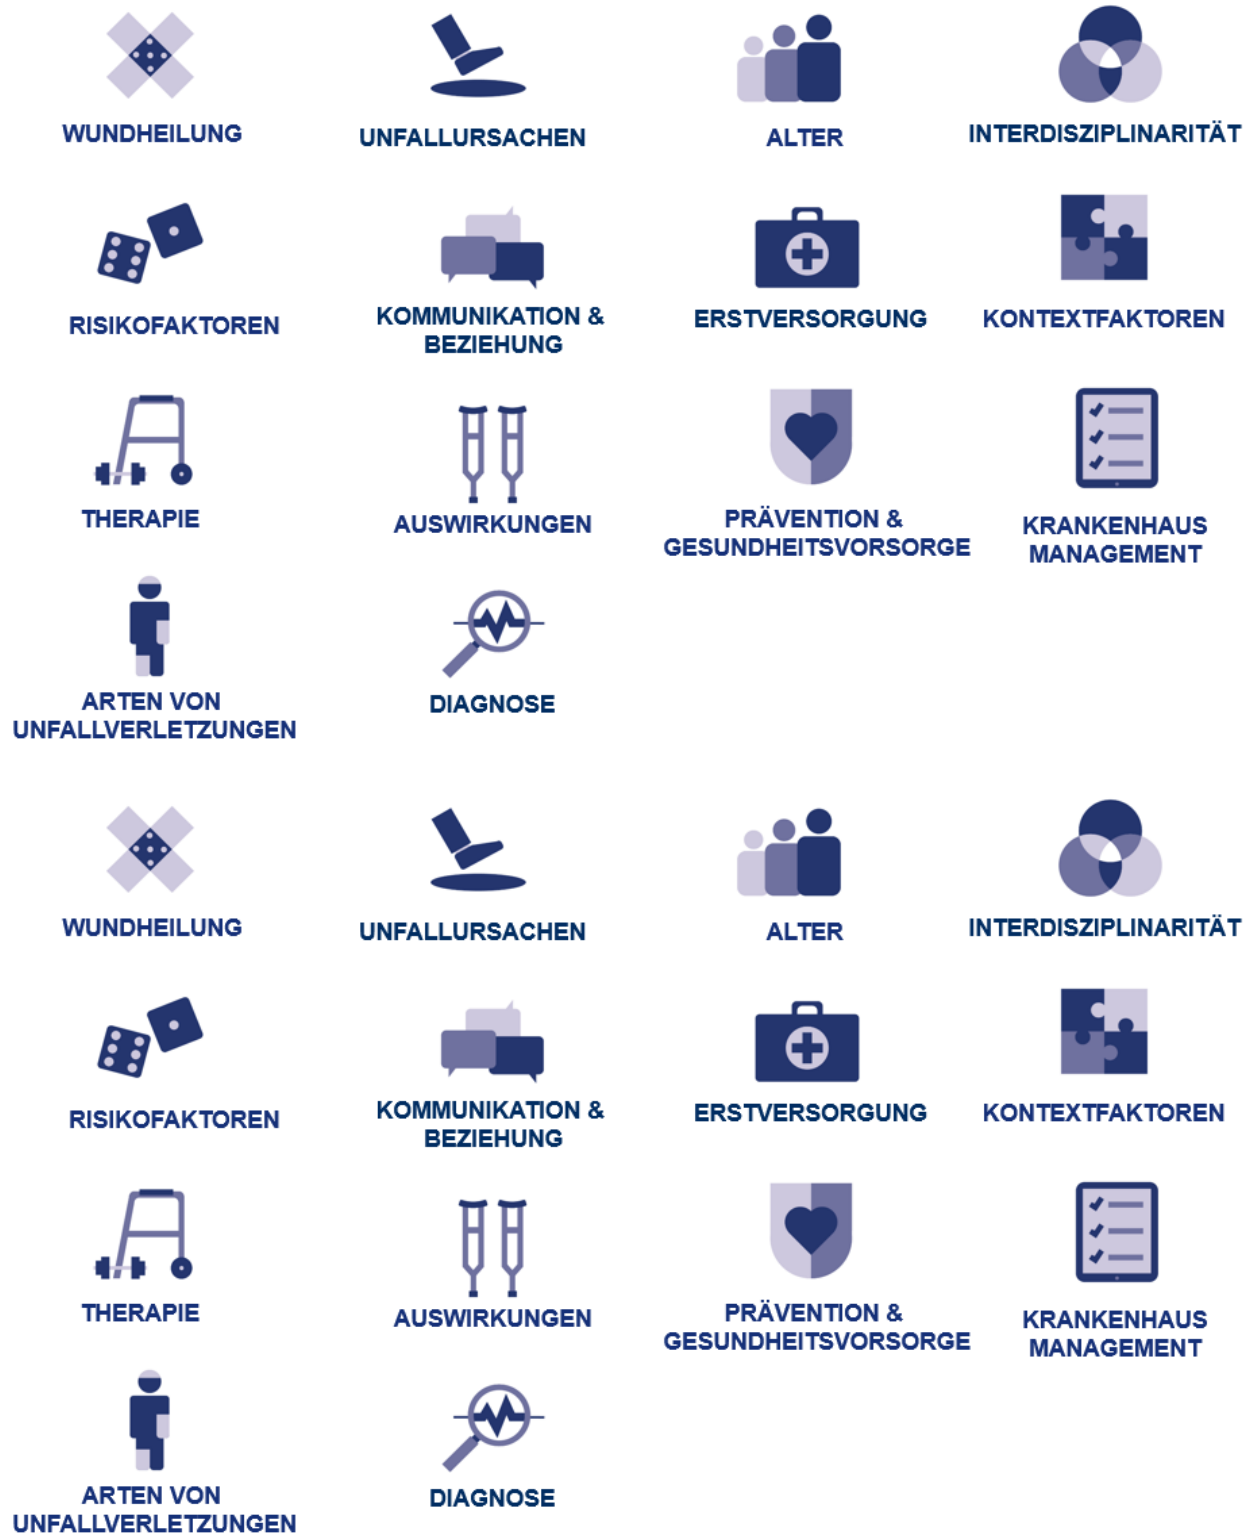 WUNDHEILUNG
UNFALLURSACHEN
ALTER
INTERDISZIPLINARITÄT
RISIKOFAKTOREN
KOMMUNIKATION &
BEZIEHUNG
ERSTVERSORGUNG
KONTEXTFAKTOREN
THERAPIE
AUSWIRKUNGEN
PRÄVENTION &
GESUNDHEITSVORSORGE
KRANKENHAUS
MANAGEMENT
ARTEN VON
UNFALLVERLETZUNGEN
DIAGNOSE
WUNDHEILUNG
UNFALLURSACHEN
ALTER
INTERDISZIPLINARITÄT
RISIKOFAKTOREN
KOMMUNIKATION &
BEZIEHUNG
ERSTVERSORGUNG
KONTEXTFAKTOREN
THERAPIE
AUSWIRKUNGEN
PRÄVENTION &
GESUNDHEITSVORSORGE
KRANKENHAUS
MANAGEMENT
ARTEN VON
UNFALLVERLETZUNGEN
DIAGNOSE